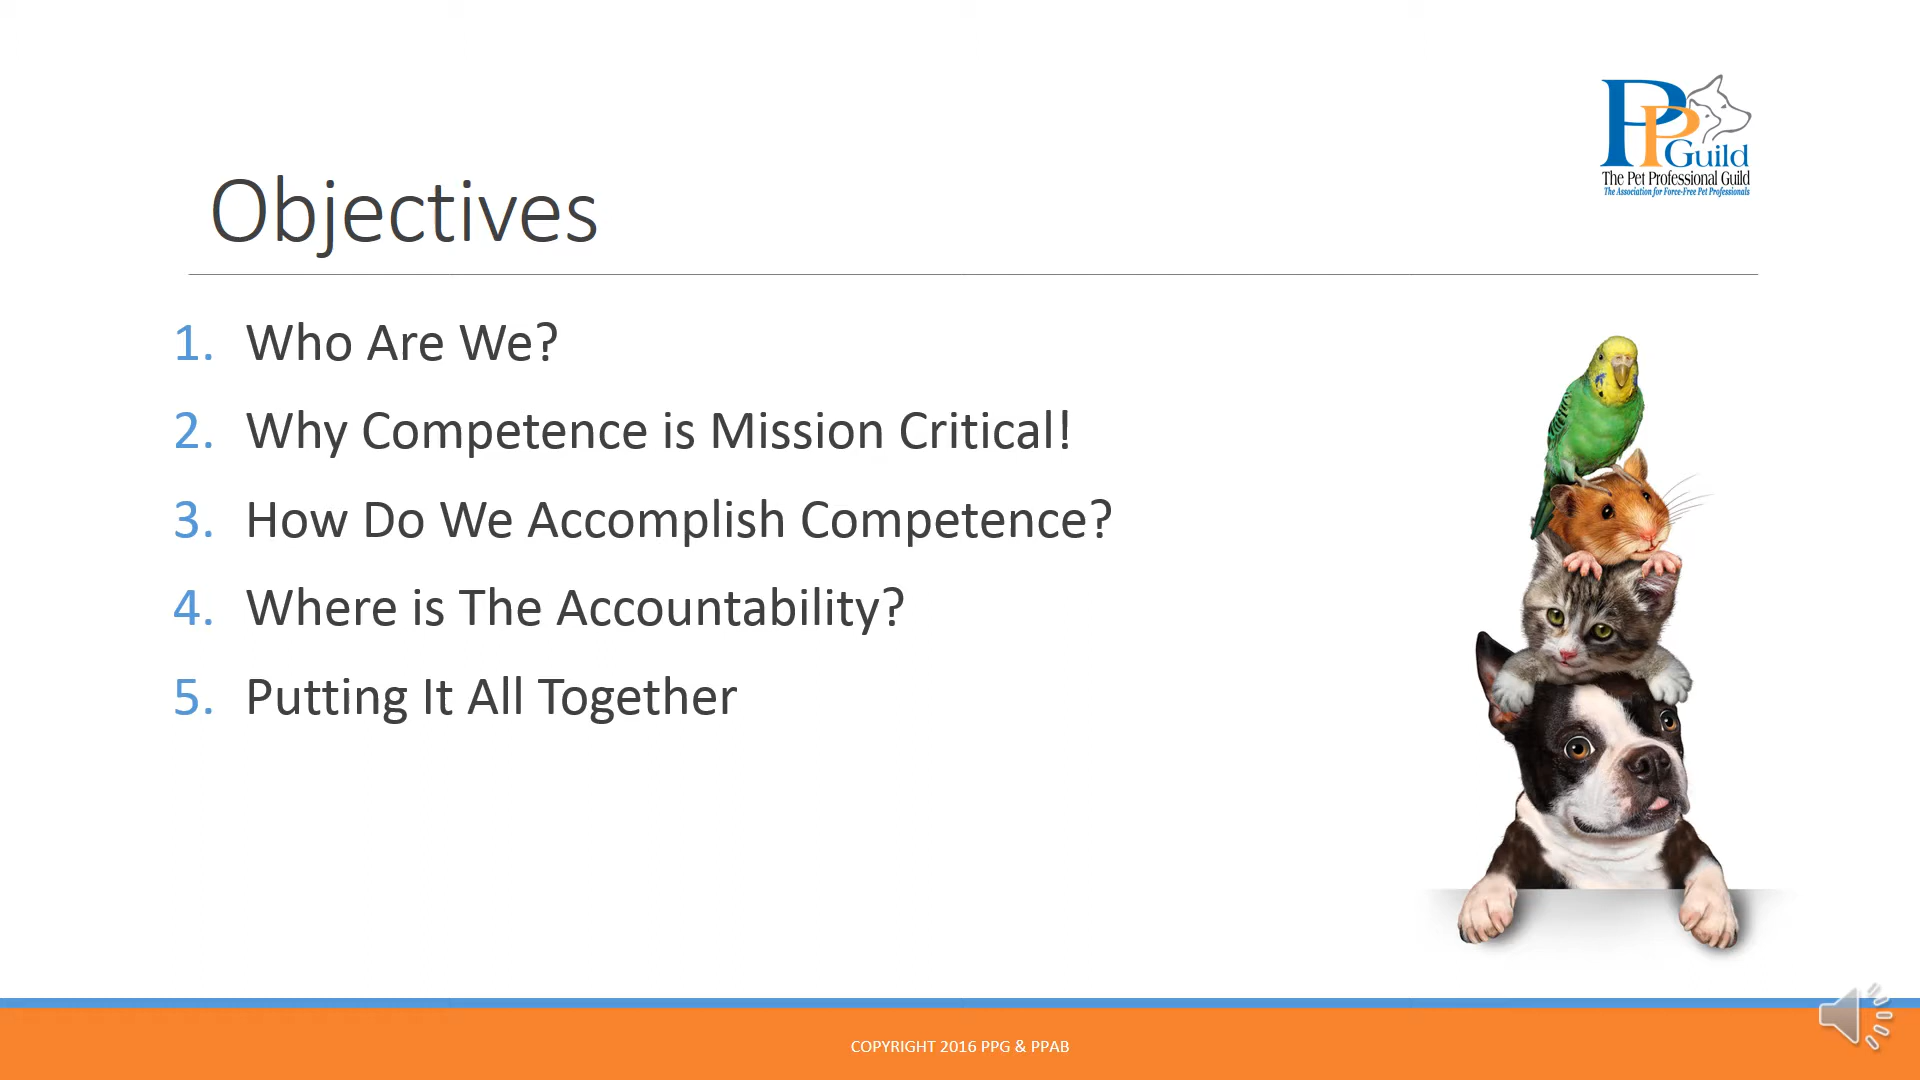 PP
Guild
The Pet Professional Guild
The Association for Force-Free Pet Professionals
Objectives
1. Who Are We?
2. Why Competence is Mission Critical!
3. How Do We Accomplish Competence?
4. Where is The Accountability?
5. Putting It All Together
COPYRIGHT 2016 PPG & PPAB